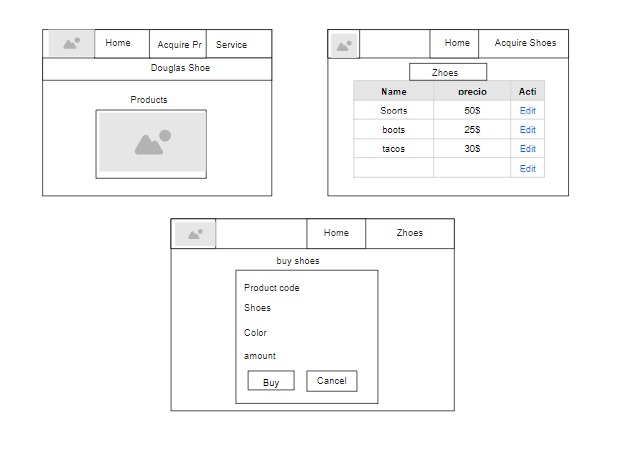 Home Acquire Pr Service
Douglas Shoe
Products
Home Acquire Shoes
Zhoes
Name precio Acti
Sports 50$ Edit
boots 25$ Edit
tacos 30$ Edit
Edit
Home Zhoes
buy shoes
Product code
Shoes
Color
amount
Buy Cancel